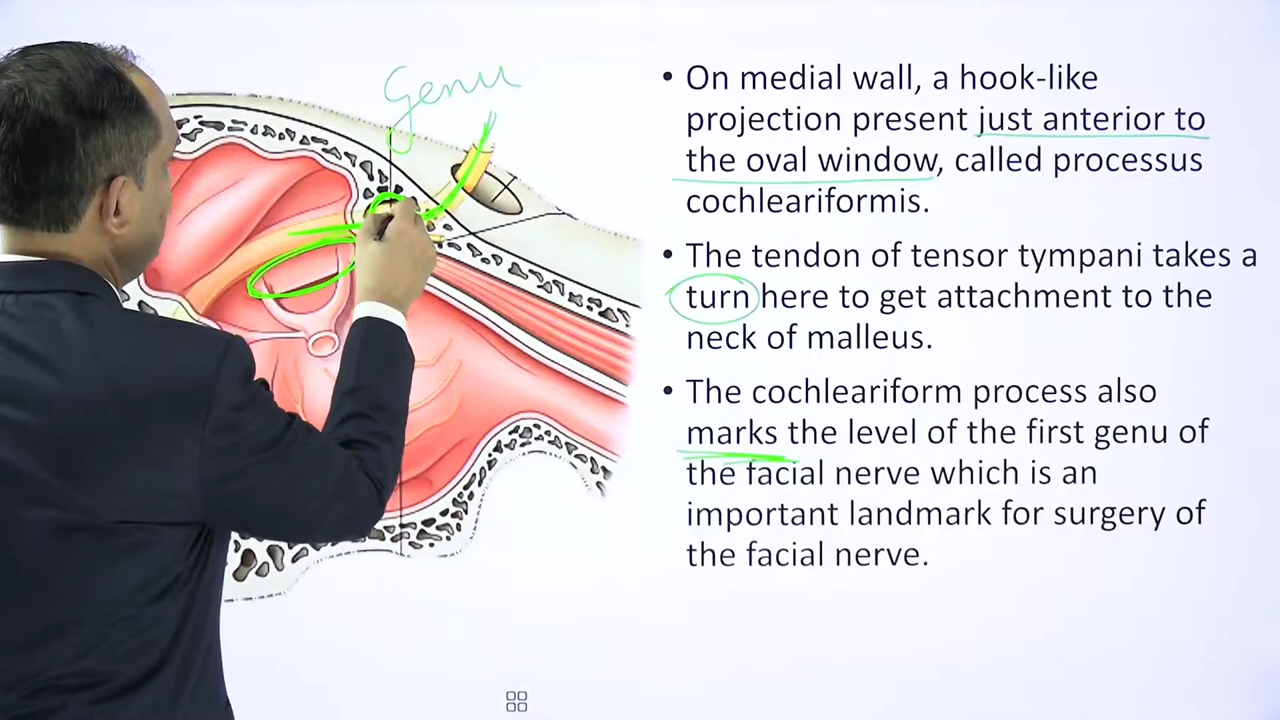 Genu
• On medial wall, a hook-like
projection present just anterior to
the oval window, called processus
cochleariformis.
• The tendon of tensor tympani takes a
turn here to get attachment to the
neck of malleus.
• The cochleariform process also
marks the level of the first genu of
the facial nerve which is an
important landmark for surgery of
the facial nerve.